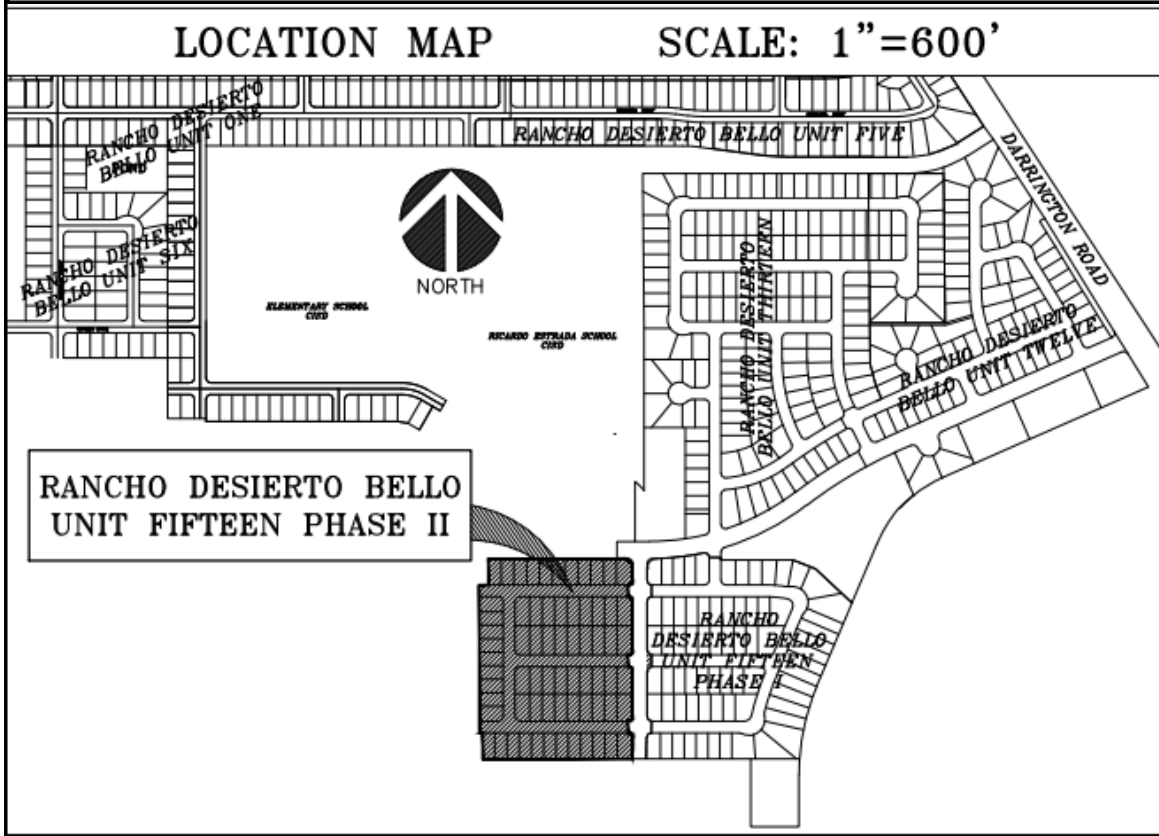 LOCATION MAP SCALE: 1"=600'
RANCHO DESIERTO
BELLO UNIT ONE
RANCHO DESIERTO BELLO UNIT FIVE
DARRINGTON ROAD
RANCHO DESIERTO
BELLO UNIT SIX
NORTH
ELEMENTARY SCHOOL
CISD
RICARDO ESTRADA SCHOOL
CISD
RANCHO DESIERTO
BELLO UNIT THIRTEEN
RANCHO DESIERTO
BELLO UNIT TWELVE
RANCHO DESIERTO BELLO
UNIT FIFTEEN PHASE II
RANCHO
DESIERTO BELLO
UNIT FIFTEEN
PHASE I